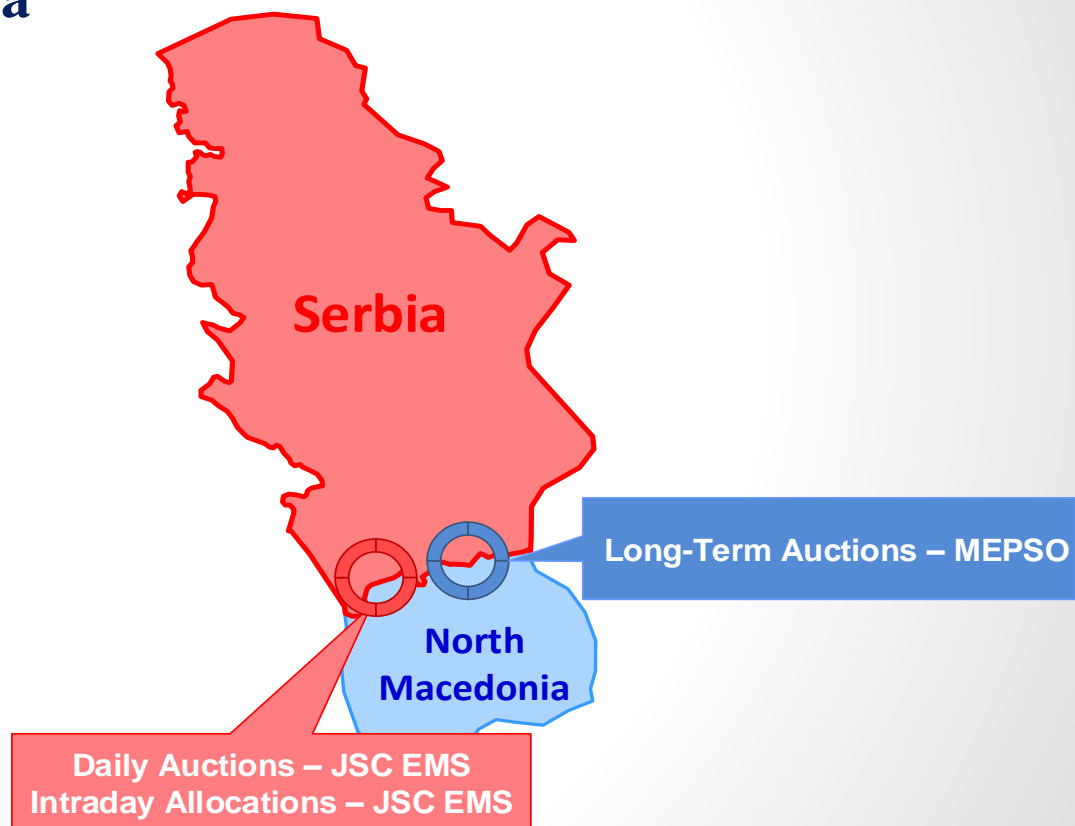 a
Serbia
Long-Term Auctions – MEPSO
North
Macedonia
Daily Auctions – JSC EMS
Intraday Allocations – JSC EMS